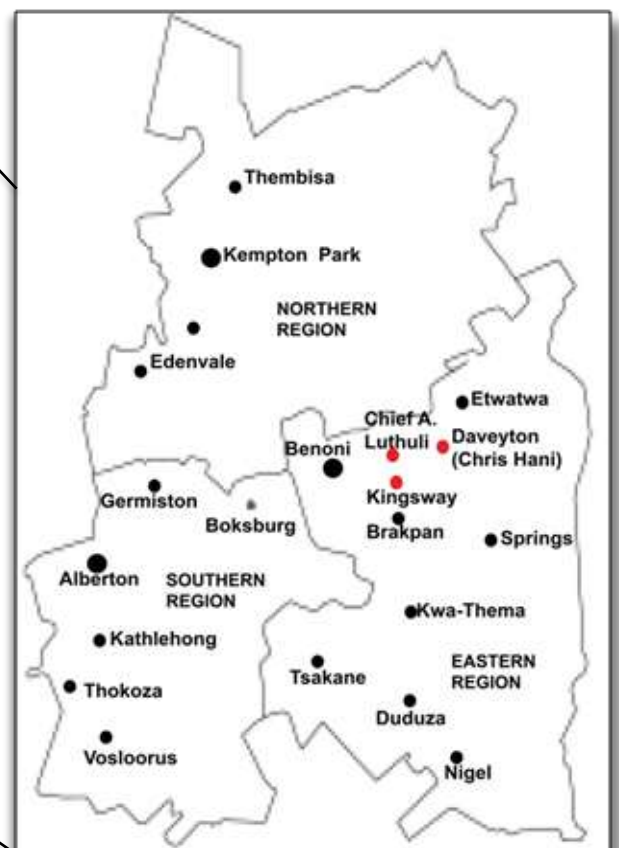 Thembisa
Kempton Park
NORTHERN
REGION
Edenvale
Etwatwa
Chief A.
Luthuli
Daveyton
(Chris Hani)
Benoni
Kingsway
Germiston
Boksburg
Brakpan
Springs
Alberton
SOUTHERN
REGION
Kwa-Thema
Kathlehong
Tsakane
EASTERN
REGION
Thokoza
Duduza
Vosloorus
Nigel